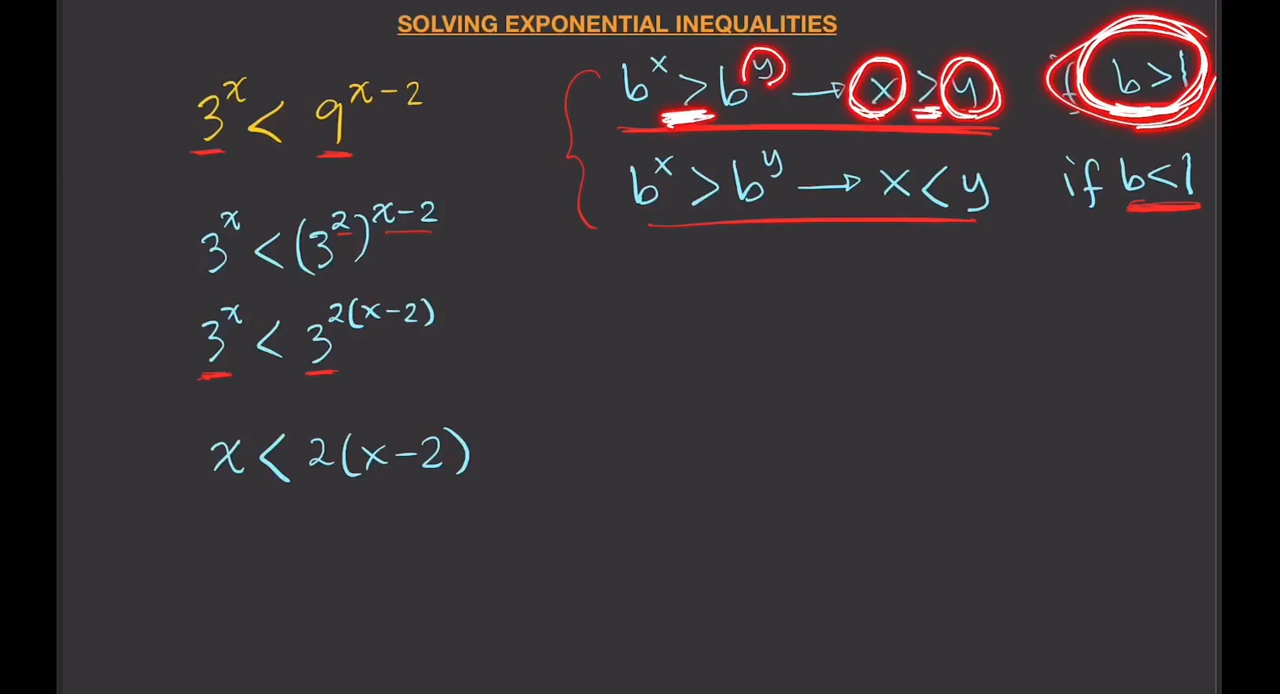 SOLVING EXPONENTIAL INEQUALITIES
3^x < 9^{x-2}
3^x < (3^2)^{x-2}
3^x < 3^{2(x-2)}
x < 2(x-2)
b^x > b^y → x > y if b > 1
b^x > b^y → x < y if b < 1